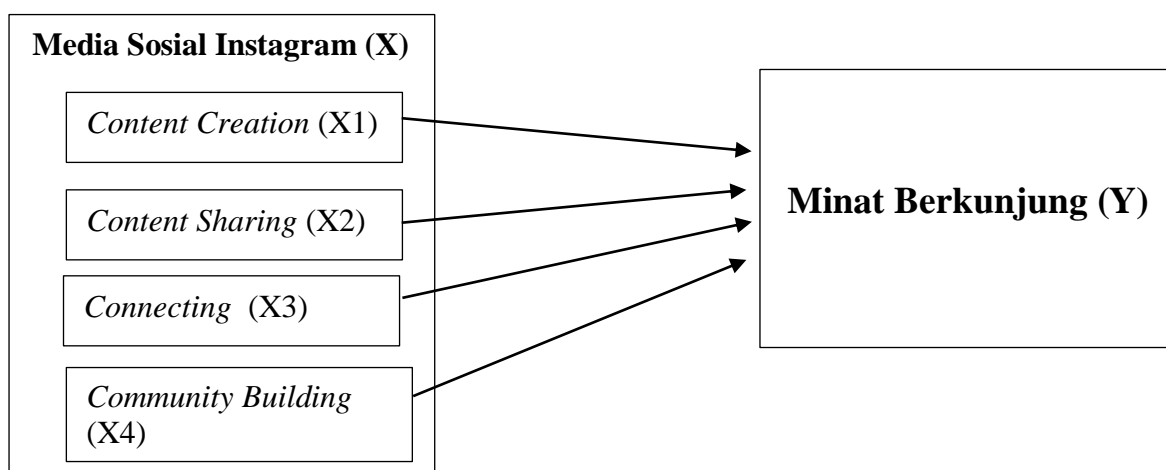 Media Sosial Instagram (X)
Content Creation (X1)
Content Sharing (X2)
Connecting (X3)
Community Building
(X4)
Minat Berkunjung (Y)